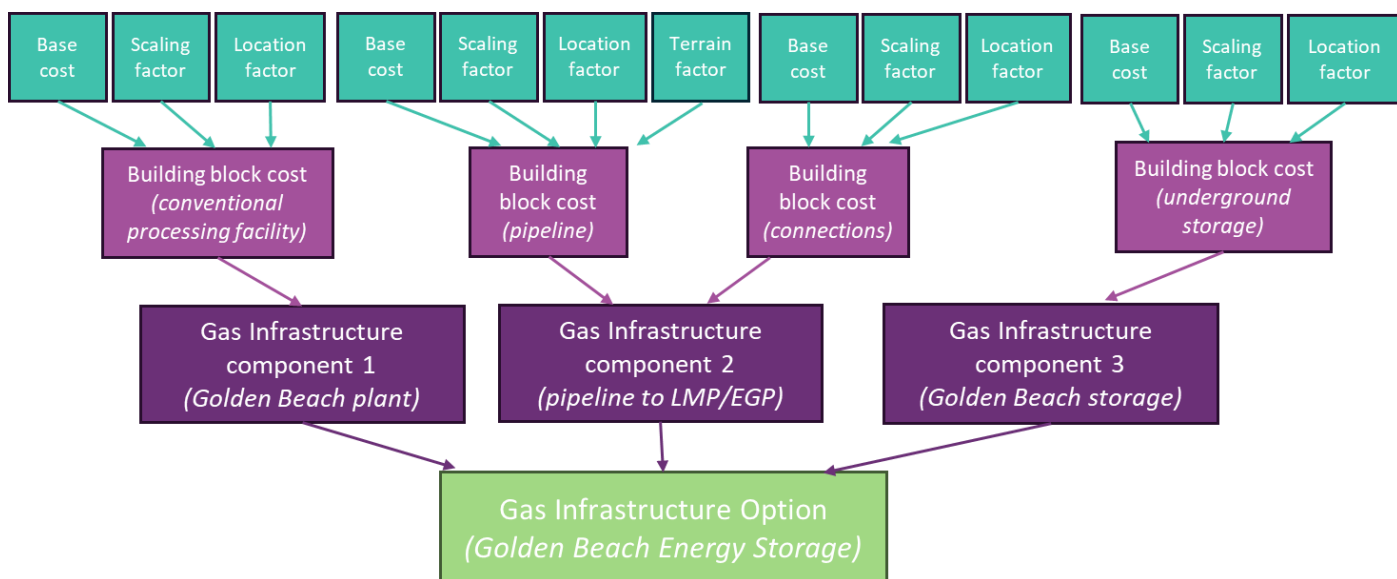 Base
cost
Scaling
factor
Location
factor
Base
cost
Scaling
factor
Location
factor
Terrain
factor
Base
cost
Scaling
factor
Location
factor
Base
cost
Scaling
factor
Location
factor
Building block cost
(conventional
processing facility)
Building
block cost
(pipeline)
Building
block cost
(connections)
Building block cost
(underground
storage)
Gas Infrastructure
component 1
(Golden Beach plant)
Gas Infrastructure
component 2
(pipeline to LMP/EGP)
Gas Infrastructure
component 3
(Golden Beach storage)
Gas Infrastructure Option
(Golden Beach Energy Storage)